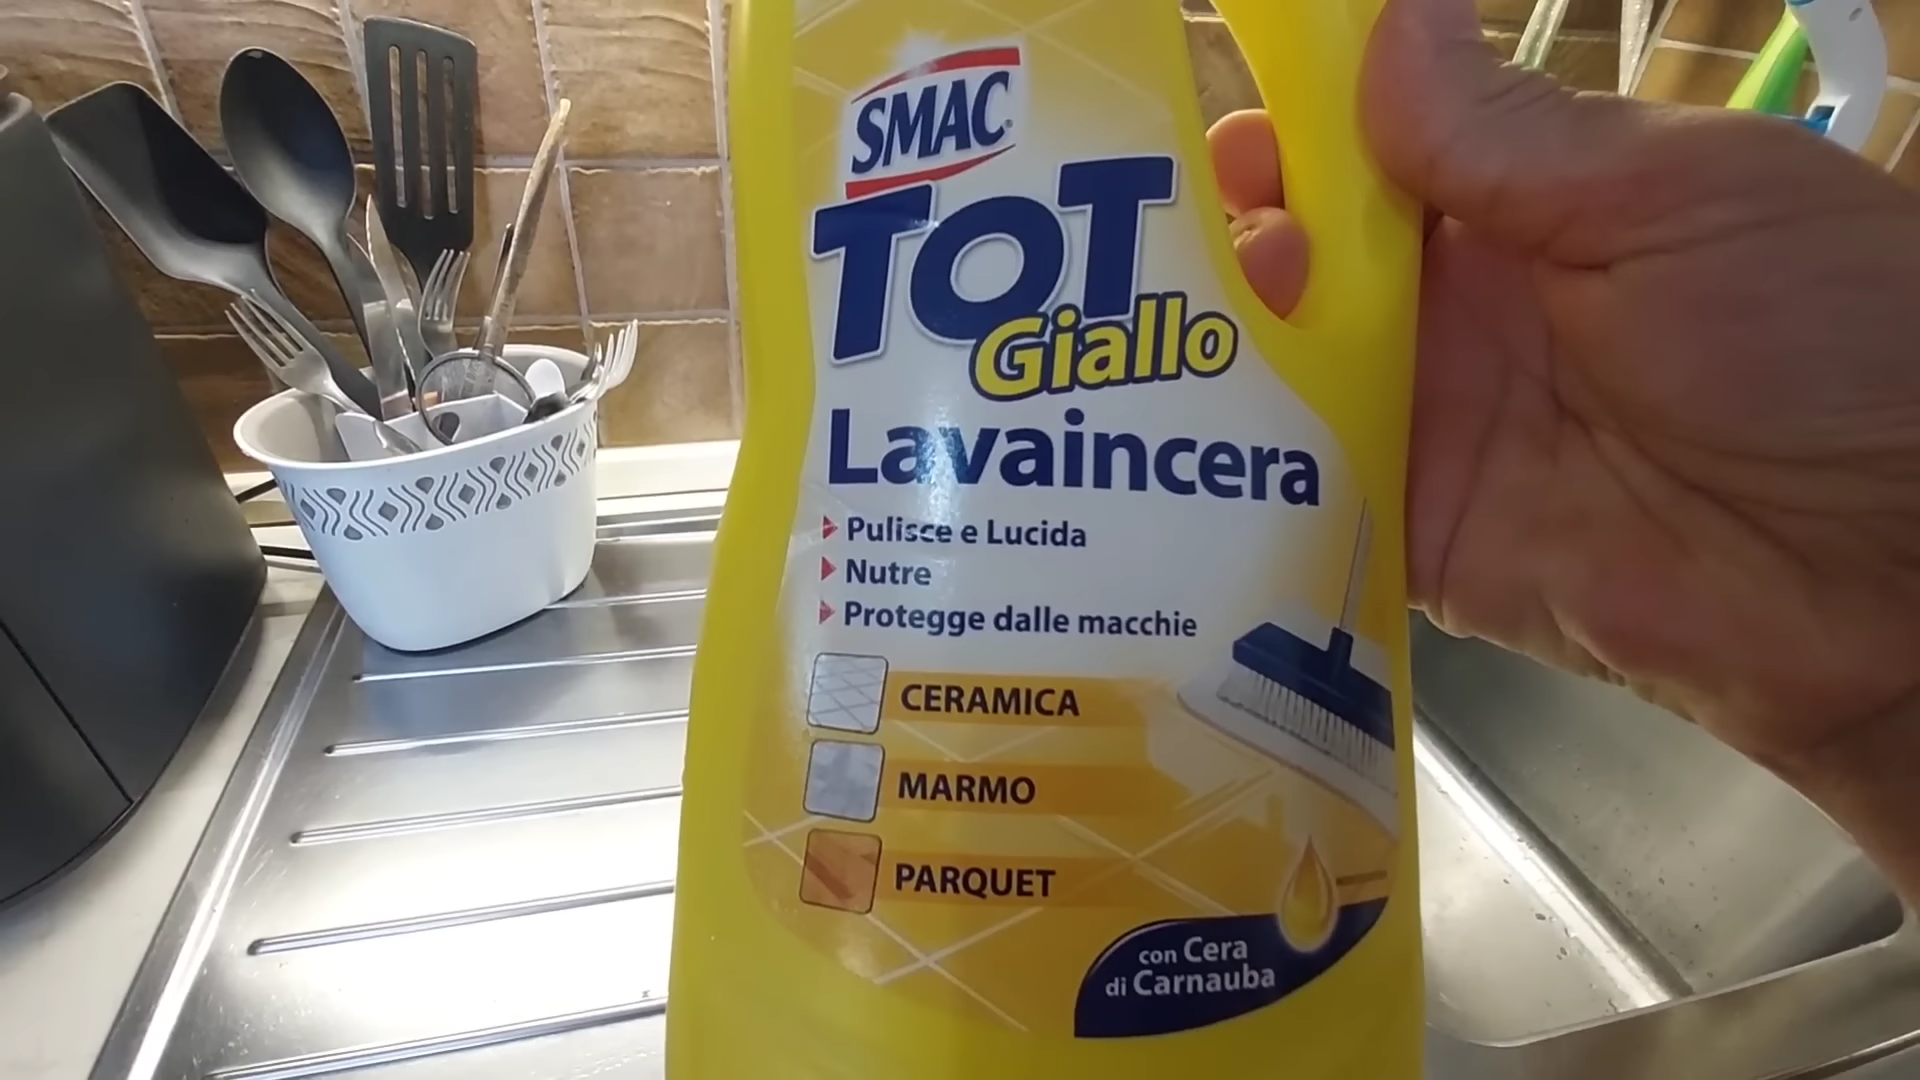 SMAC
TOT
Giallo
Lavaincera
Pulisce e Lucida
Nutre
Protegge dalle macchie
CERAMICA
MARMO
PARQUET
con Cera
di Carnauba